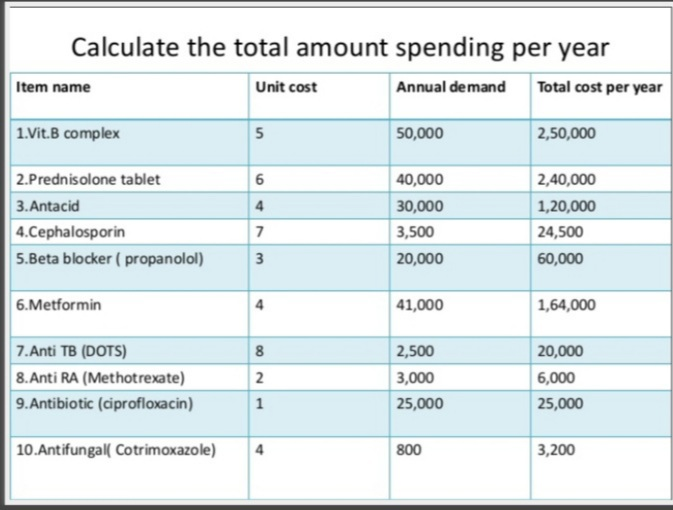 Calculate the total amount spending per year
Item name Unit cost Annual demand Total cost per year
1.Vit.B complex 5 50,000 2,50,000
2.Prednisolone tablet 6 40,000 2,40,000
3.Antacid 4 30,000 1,20,000
4.Cephalosporin 7 3,500 24,500
5.Beta blocker ( propanolol) 3 20,000 60,000
6.Metformin 4 41,000 1,64,000
7.Anti TB (DOTS) 8 2,500 20,000
8.Anti RA (Methotrexate) 2 3,000 6,000
9.Antibiotic (ciprofloxacin) 1 25,000 25,000
10.Antifungal( Cotrimoxazole) 4 800 3,200